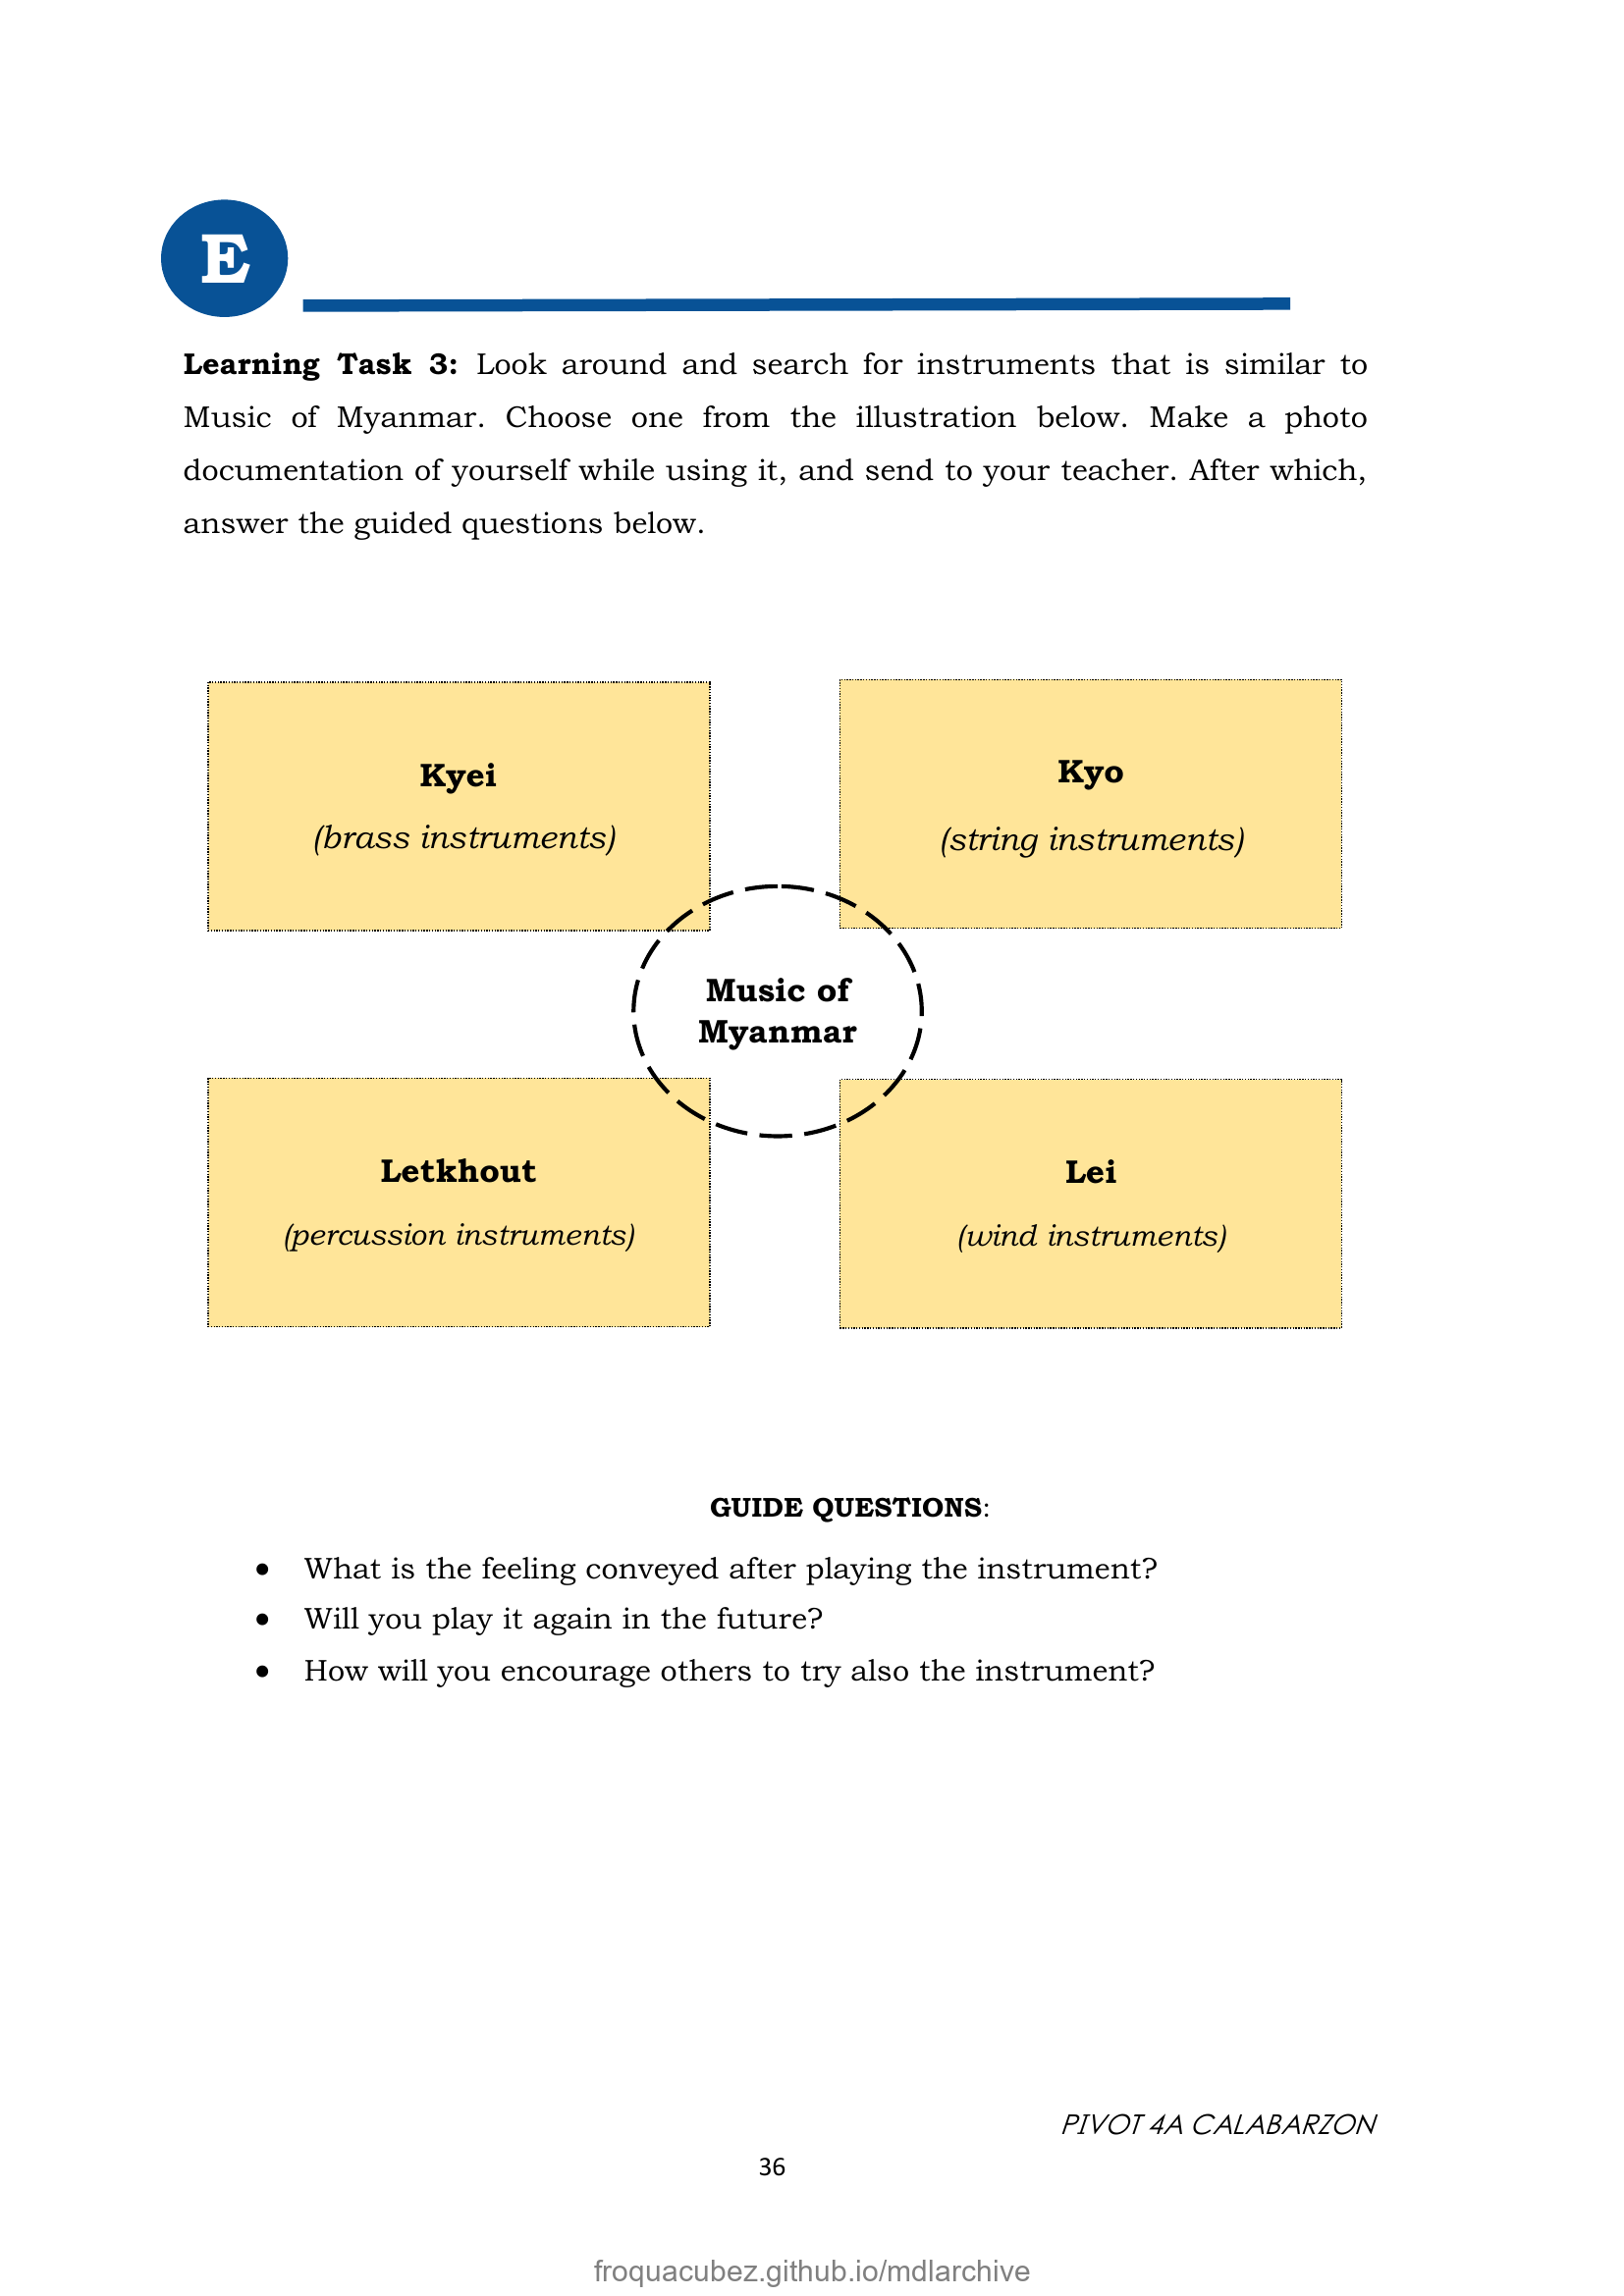 E
Learning Task 3: Look around and search for instruments that is similar to
Music of Myanmar. Choose one from the illustration below. Make a photo
documentation of yourself while using it, and send to your teacher. After which,
answer the guided questions below.
Kyei
(brass instruments)
Kyo
(string instruments)
Music of
Myanmar
Letkhout
(percussion instruments)
Lei
(wind instruments)
GUIDE QUESTIONS:
• What is the feeling conveyed after playing the instrument?
• Will you play it again in the future?
• How will you encourage others to try also the instrument?
PIVOT 4A CALABARZON
36
froquacubez.github.io/mdlarchive